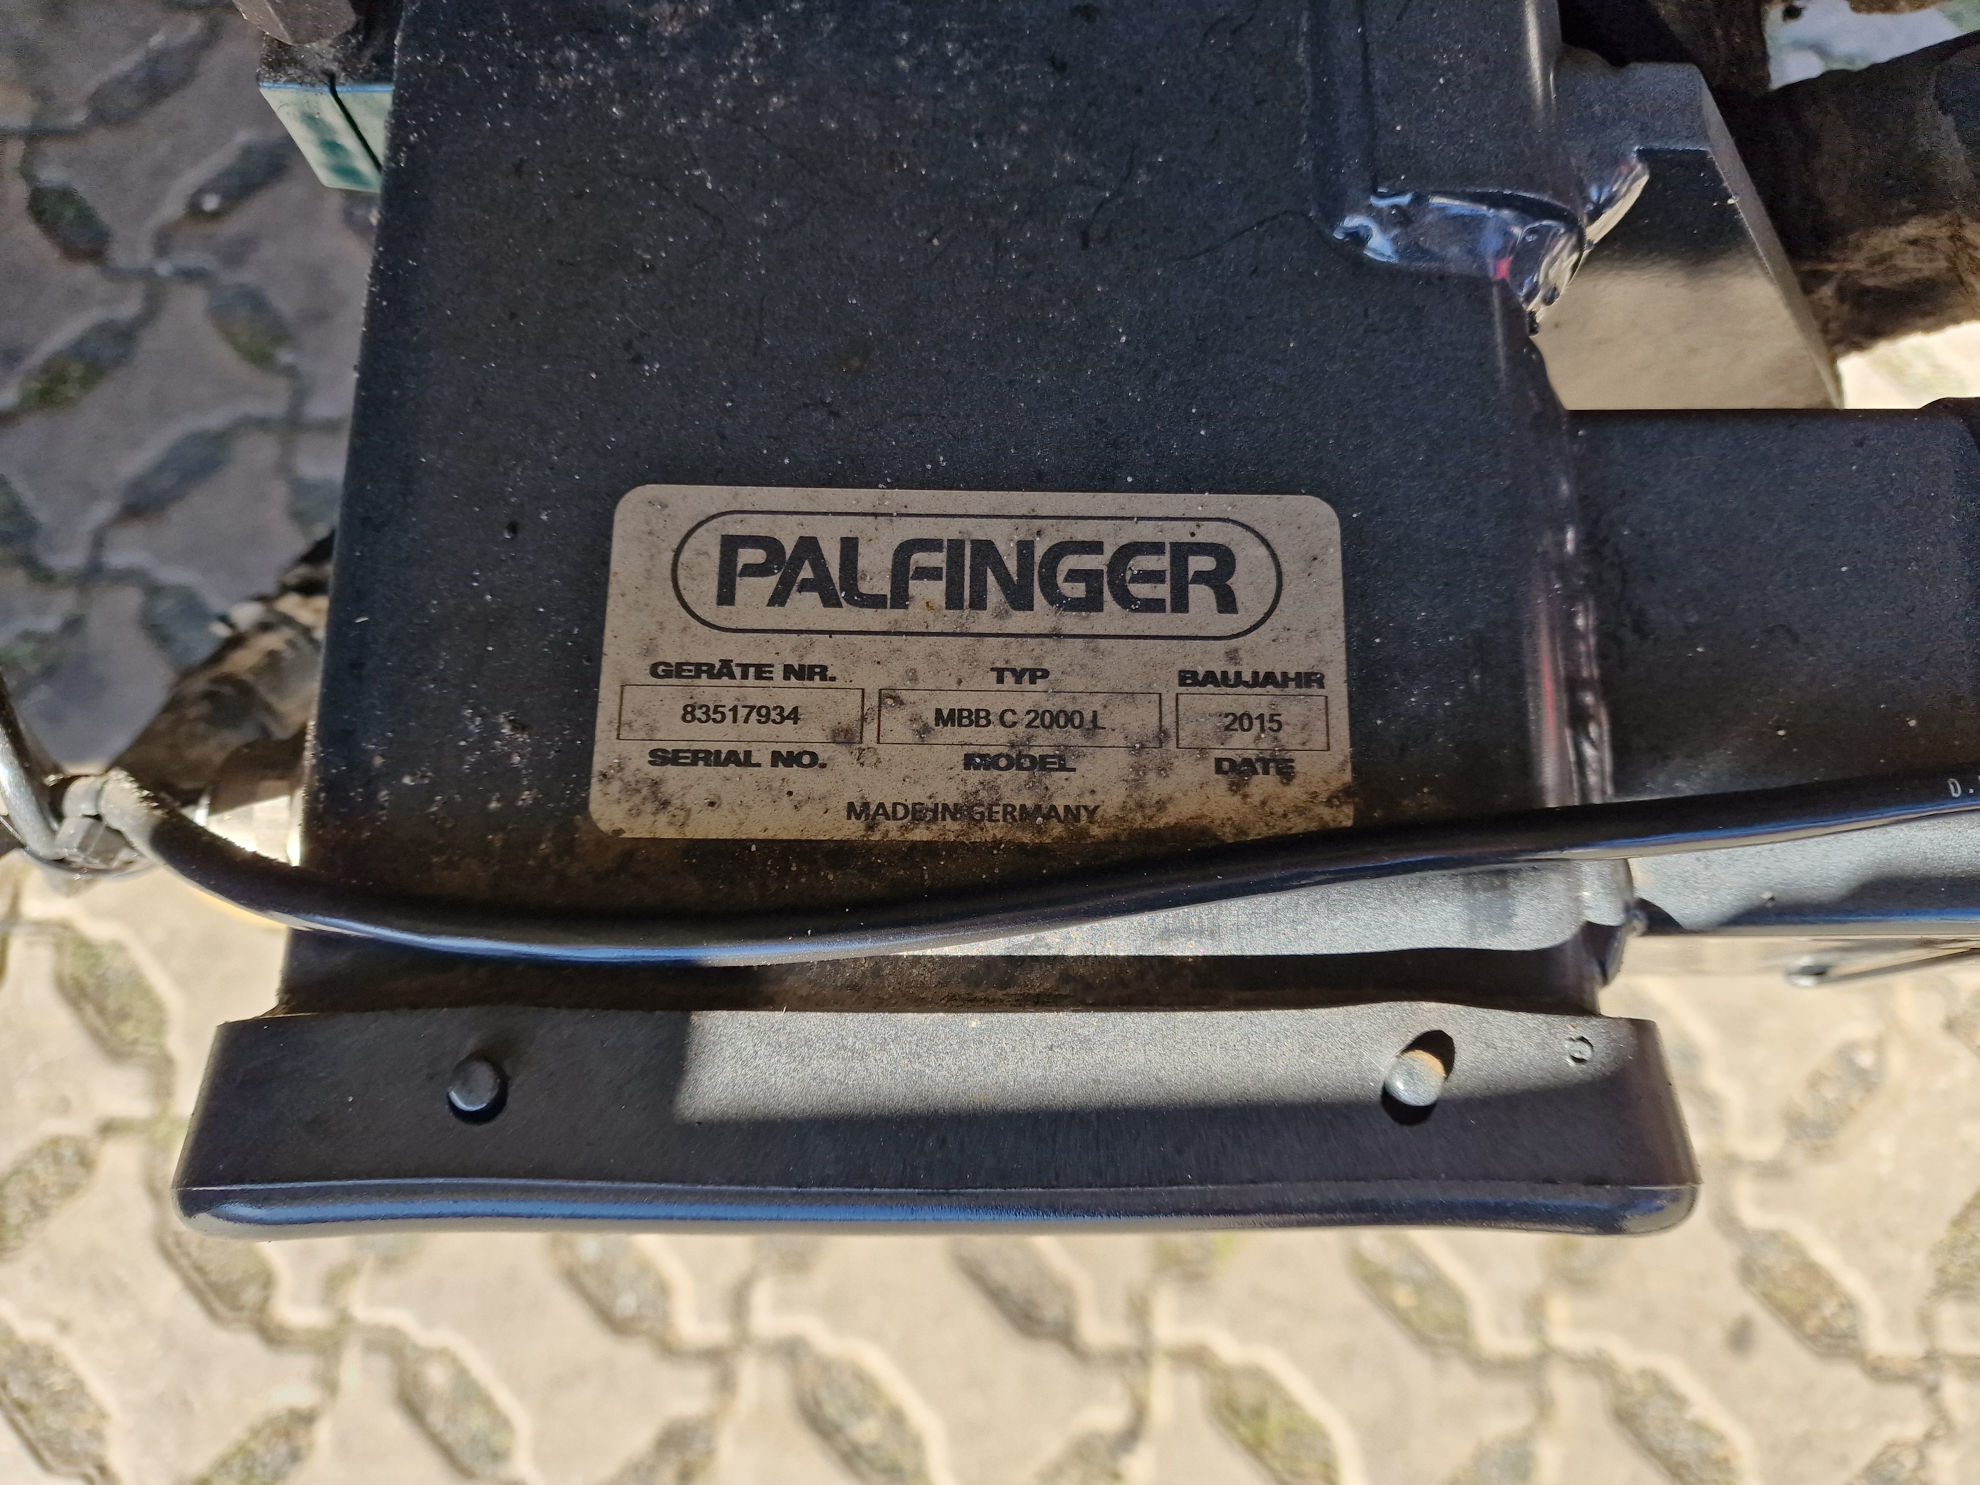 PALFINGER
GERÄTE NR. TYP BAUJAHR
83517934 MBB C 2000 L 2015
SERIAL NO. MODEL DATE
MADE IN GERMANY